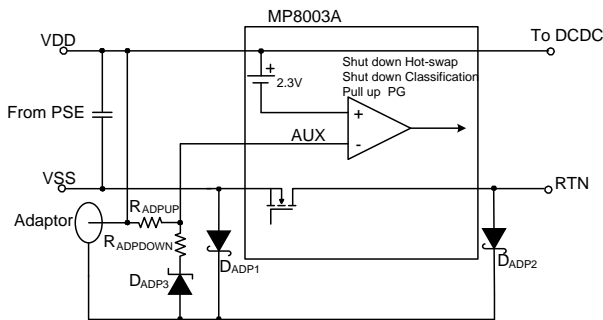 MP8003A
VDD
To DCDC
Shut down Hot-swap
Shut down Classification
Pull up PG
+
2.3V
From PSE
+
AUX
-
VSS
RTN
RADPUP
Adaptor
RADPDOWN
DADP1
DADP2
DADP3